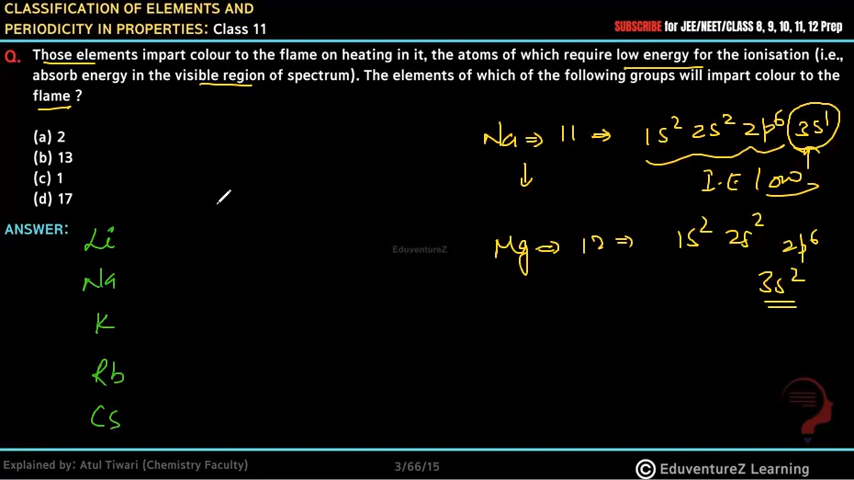 CLASSIFICATION OF ELEMENTS AND
PERIODICITY IN PROPERTIES: Class 11
SUBSCRIBE for JEE/NEET/CLASS 8, 9, 10, 11, 12 Prep
Q. Those elements impart colour to the flame on heating in it, the atoms of which require low energy for the ionisation (i.e.,
absorb energy in the visible region of spectrum). The elements of which of the following groups will impart colour to the
flame ?
(a) 2
(b) 13
(c) 1
(d) 17
Na ⇒ 11 ⇒ 1s² 2s² 2p⁶ 3s¹
↓
I.E low
ANSWER:
Li
Na
K
Rb
Cs
Mg ⇒ 12 ⇒ 1s² 2s² 2p⁶
3s²
EduventureZ
Explained by: Atul Tiwari (Chemistry Faculty)
3/66/15
© EduventureZ Learning